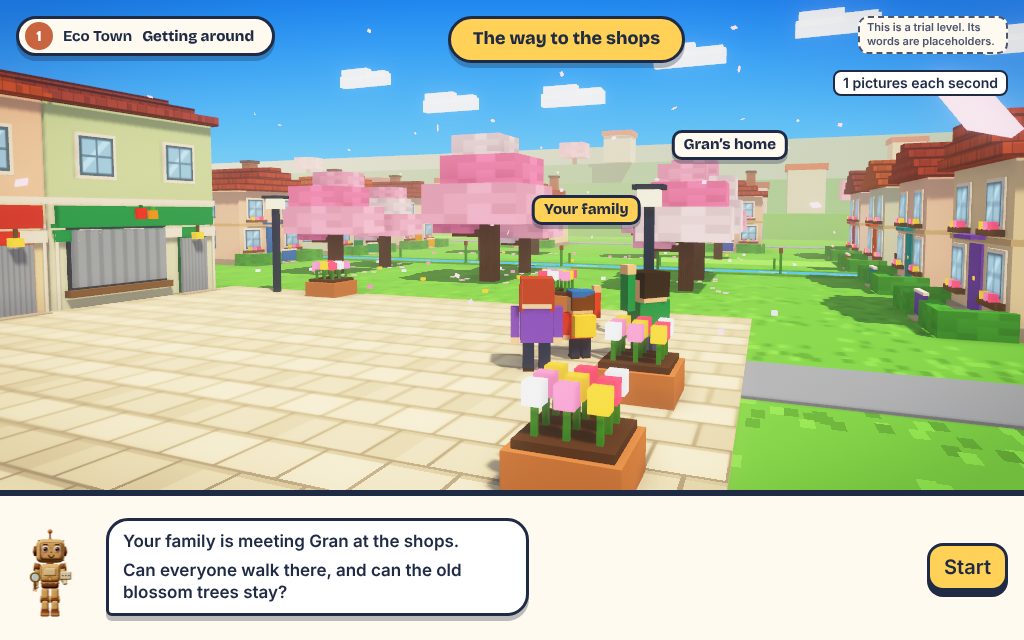 1 Eco Town Getting around
The way to the shops
This is a trial level. Its
words are placeholders.
1 pictures each second
Gran's home
Your family
Your family is meeting Gran at the shops.
Can everyone walk there, and can the old
blossom trees stay?
Start